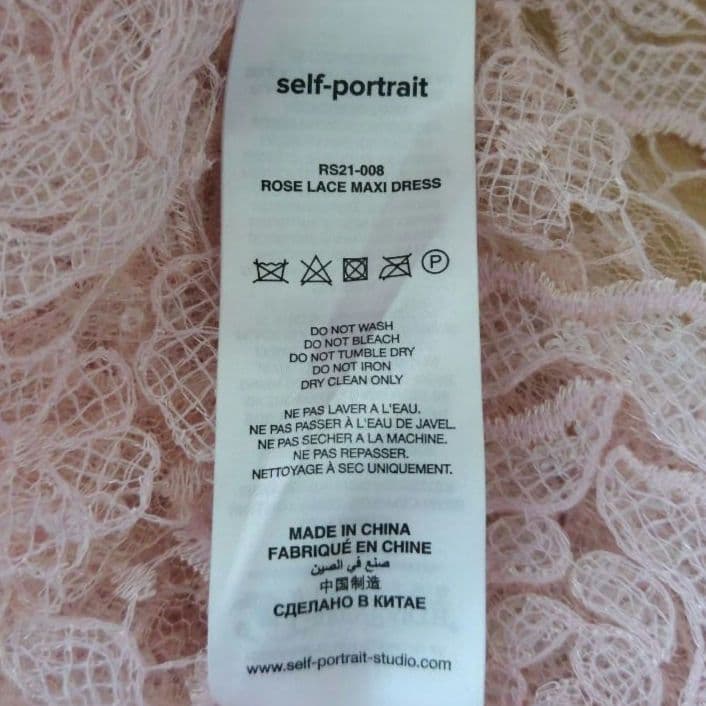 self-portrait
RS21-008
ROSE LACE MAXI DRESS
P
DO NOT WASH
DO NOT BLEACH
DO NOT TUMBLE DRY
DO NOT IRON
DRY CLEAN ONLY
NE PAS LAVER A L'EAU.
NE PAS PASSER À L'EAU DE JAVEL.
NE PAS SECHER A LA MACHINE.
NE PAS REPASSER.
NETTOYAGE À SEC UNIQUEMENT.
MADE IN CHINA
FABRIQUÉ EN CHINE
صنع في الصين
中国制造
СДЕЛАНО В КИТАЕ
www.self-portrait-studio.com